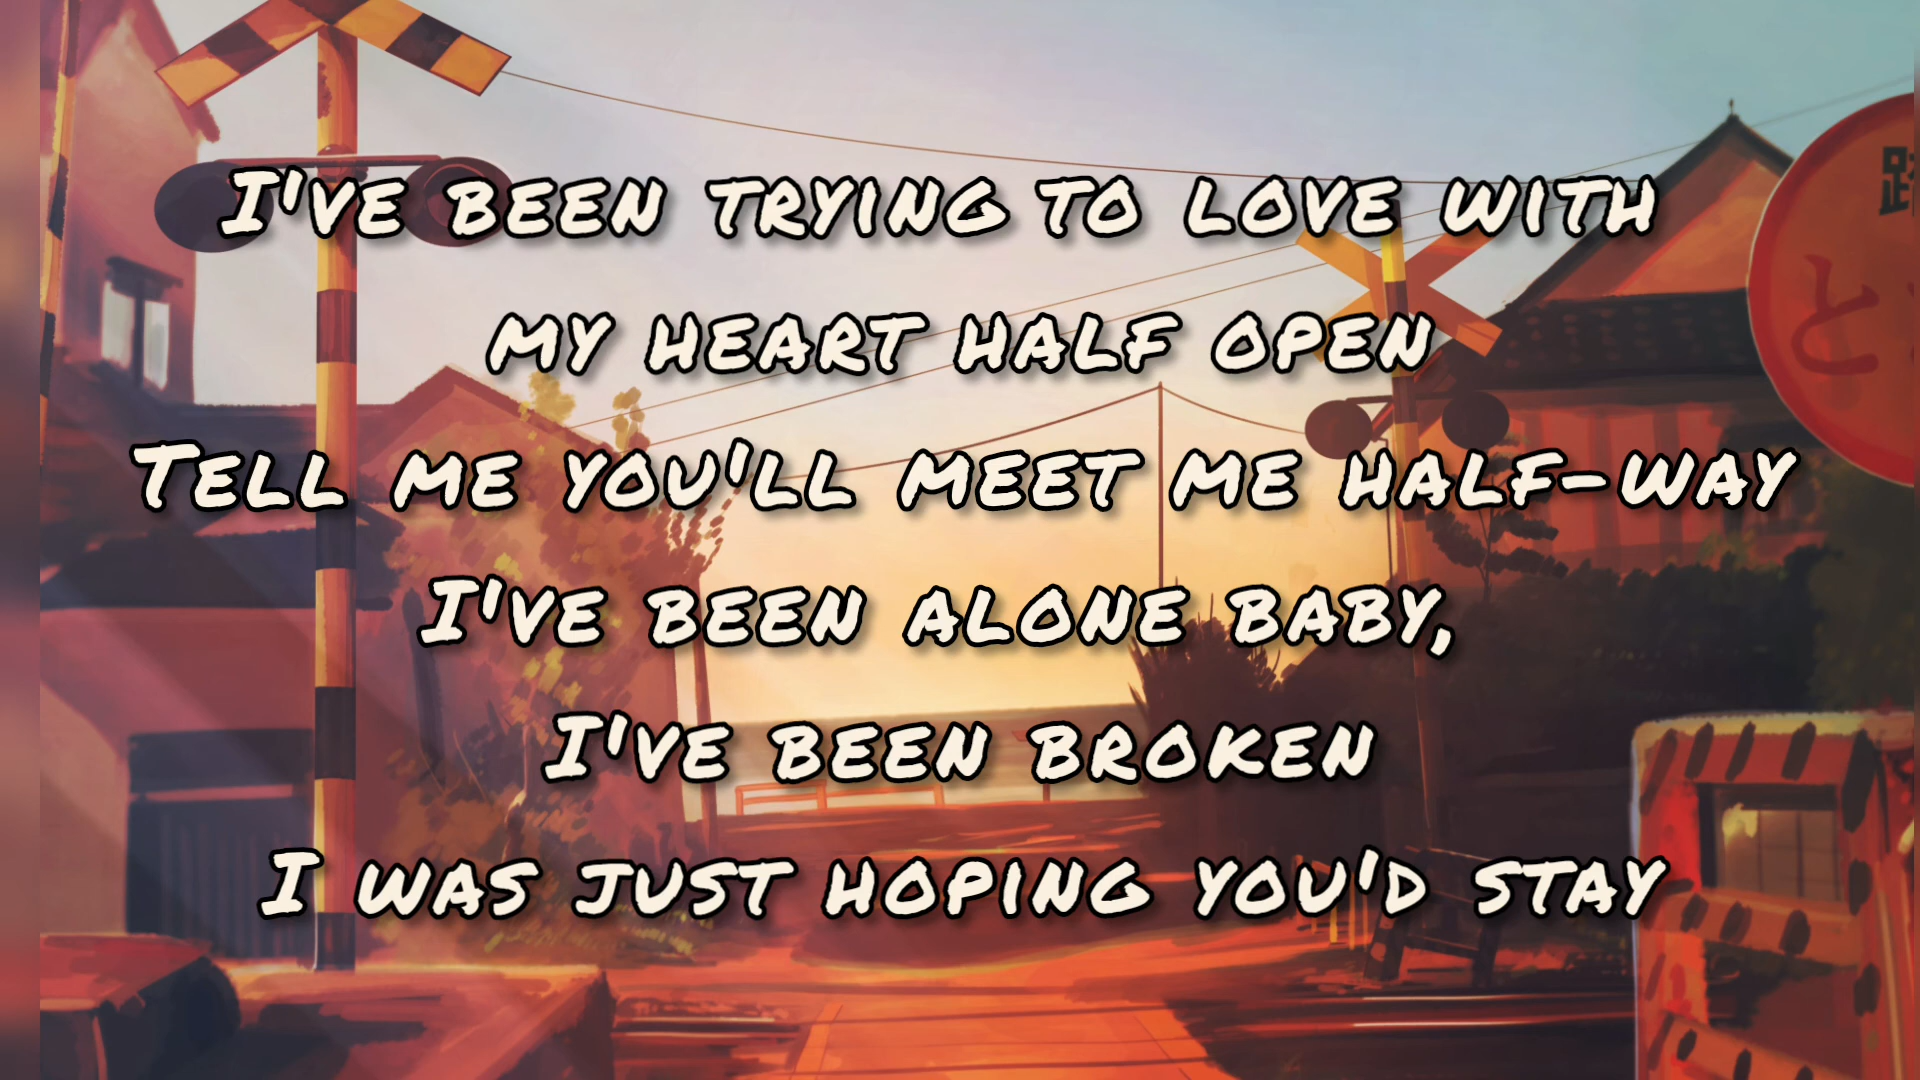 I've been trying to love with
my heart half open
Tell me you'll meet me half-way
I've been alone baby,
I've been broken
I was just hoping you'd stay
と